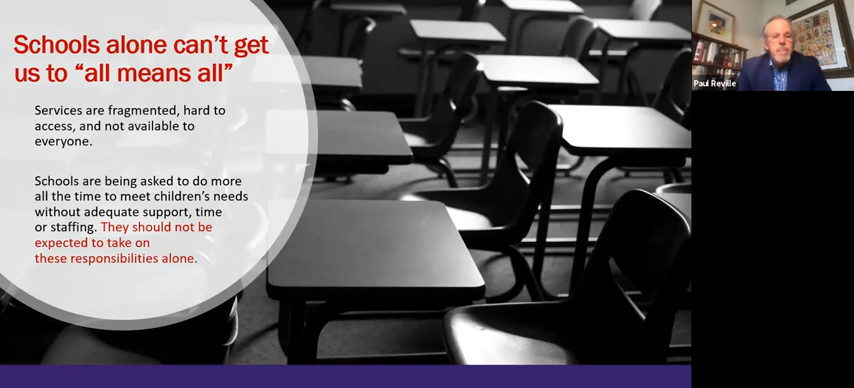 Schools alone can't get
us to “all means all”
Services are fragmented, hard to
access, and not available to
everyone.
Schools are being asked to do more
all the time to meet children's needs
without adequate support, time
or staffing. They should not be
expected to take on
these responsibilities alone.
Paul Reville